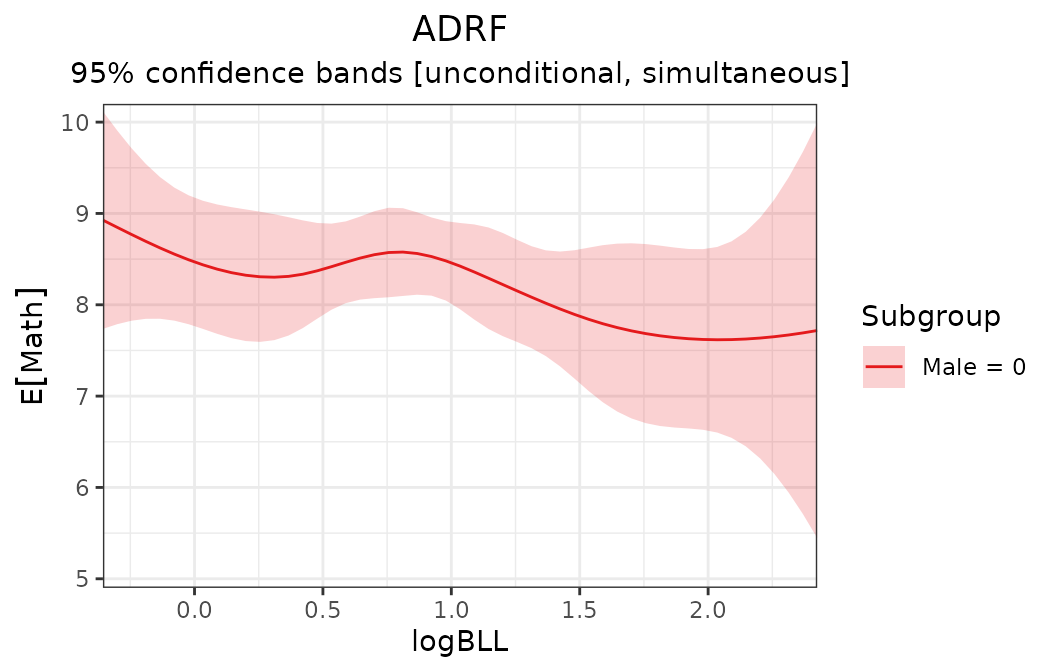 ADRF
95% confidence bands [unconditional, simultaneous]
E[Math]
10
9
8
7
6
5
0.0 0.5 1.0 1.5 2.0
logBLL
Subgroup
Male = 0